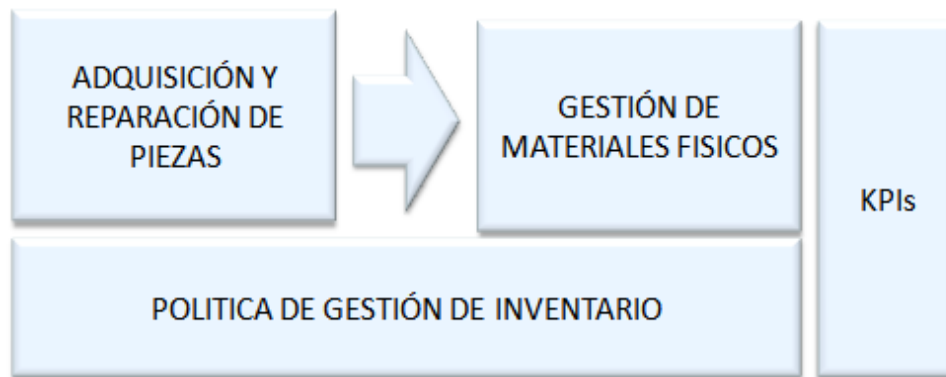 ADQUISICIÓN Y
REPARACIÓN DE
PIEZAS
GESTIÓN DE
MATERIALES FISICOS
KPIs
POLITICA DE GESTIÓN DE INVENTARIO